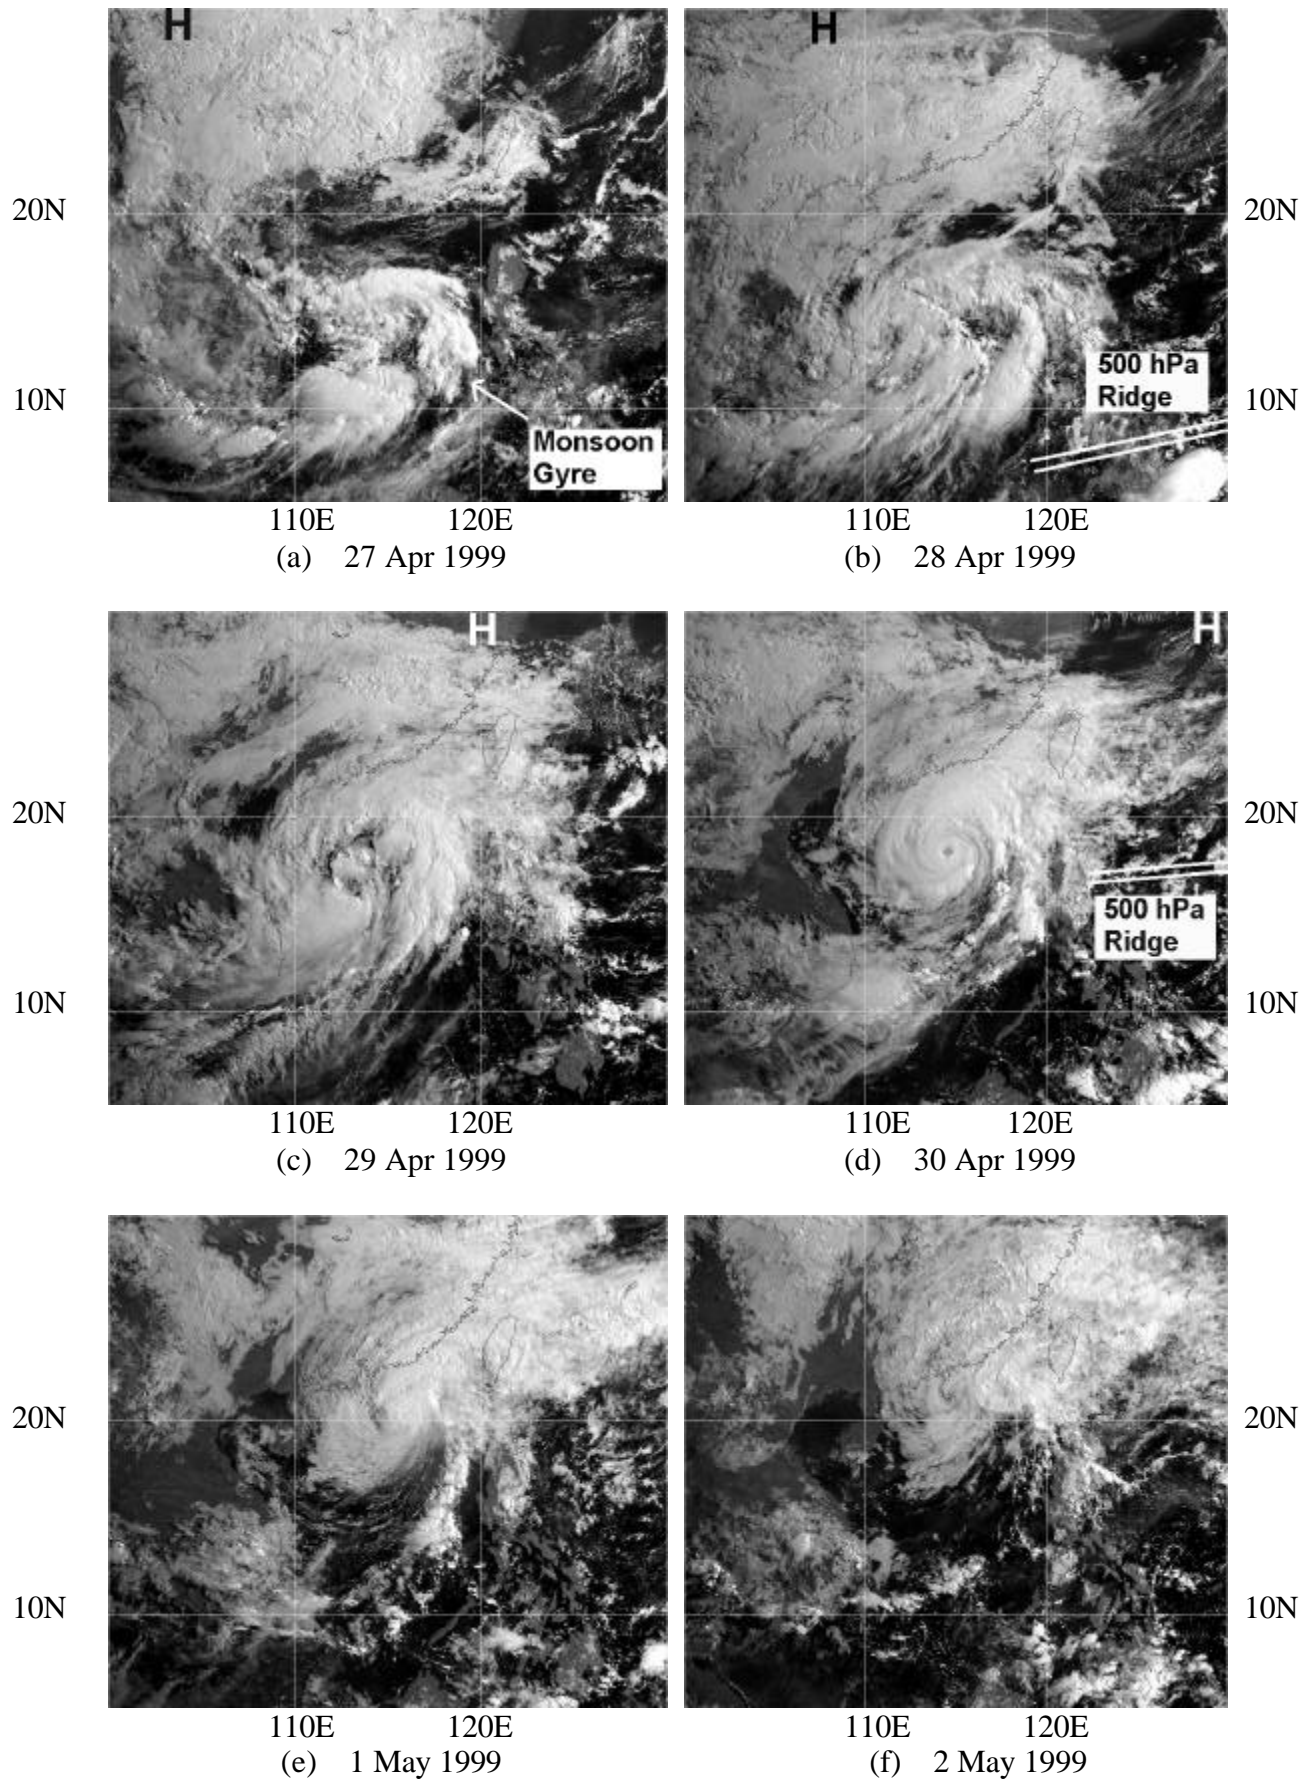 H
H
20N
20N
500 hPa
Ridge
10N
10N
Monsoon
Gyre
110E
120E
110E
120E
(a) 27 Apr 1999
(b) 28 Apr 1999
H
H
20N
20N
500 hPa
Ridge
10N
10N
110E
120E
110E
120E
(c) 29 Apr 1999
(d) 30 Apr 1999
20N
20N
10N
10N
110E
120E
110E
120E
(e) 1 May 1999
(f) 2 May 1999